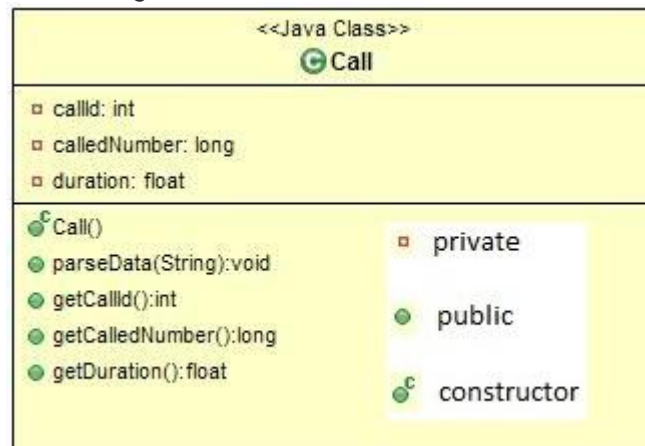 <<Java Class>>
C Call
callId: int
calledNumber: long
duration: float
C Call()
parseData(String):void
getCallId():int
getCalledNumber():long
getDuration():float
private
public
C constructor